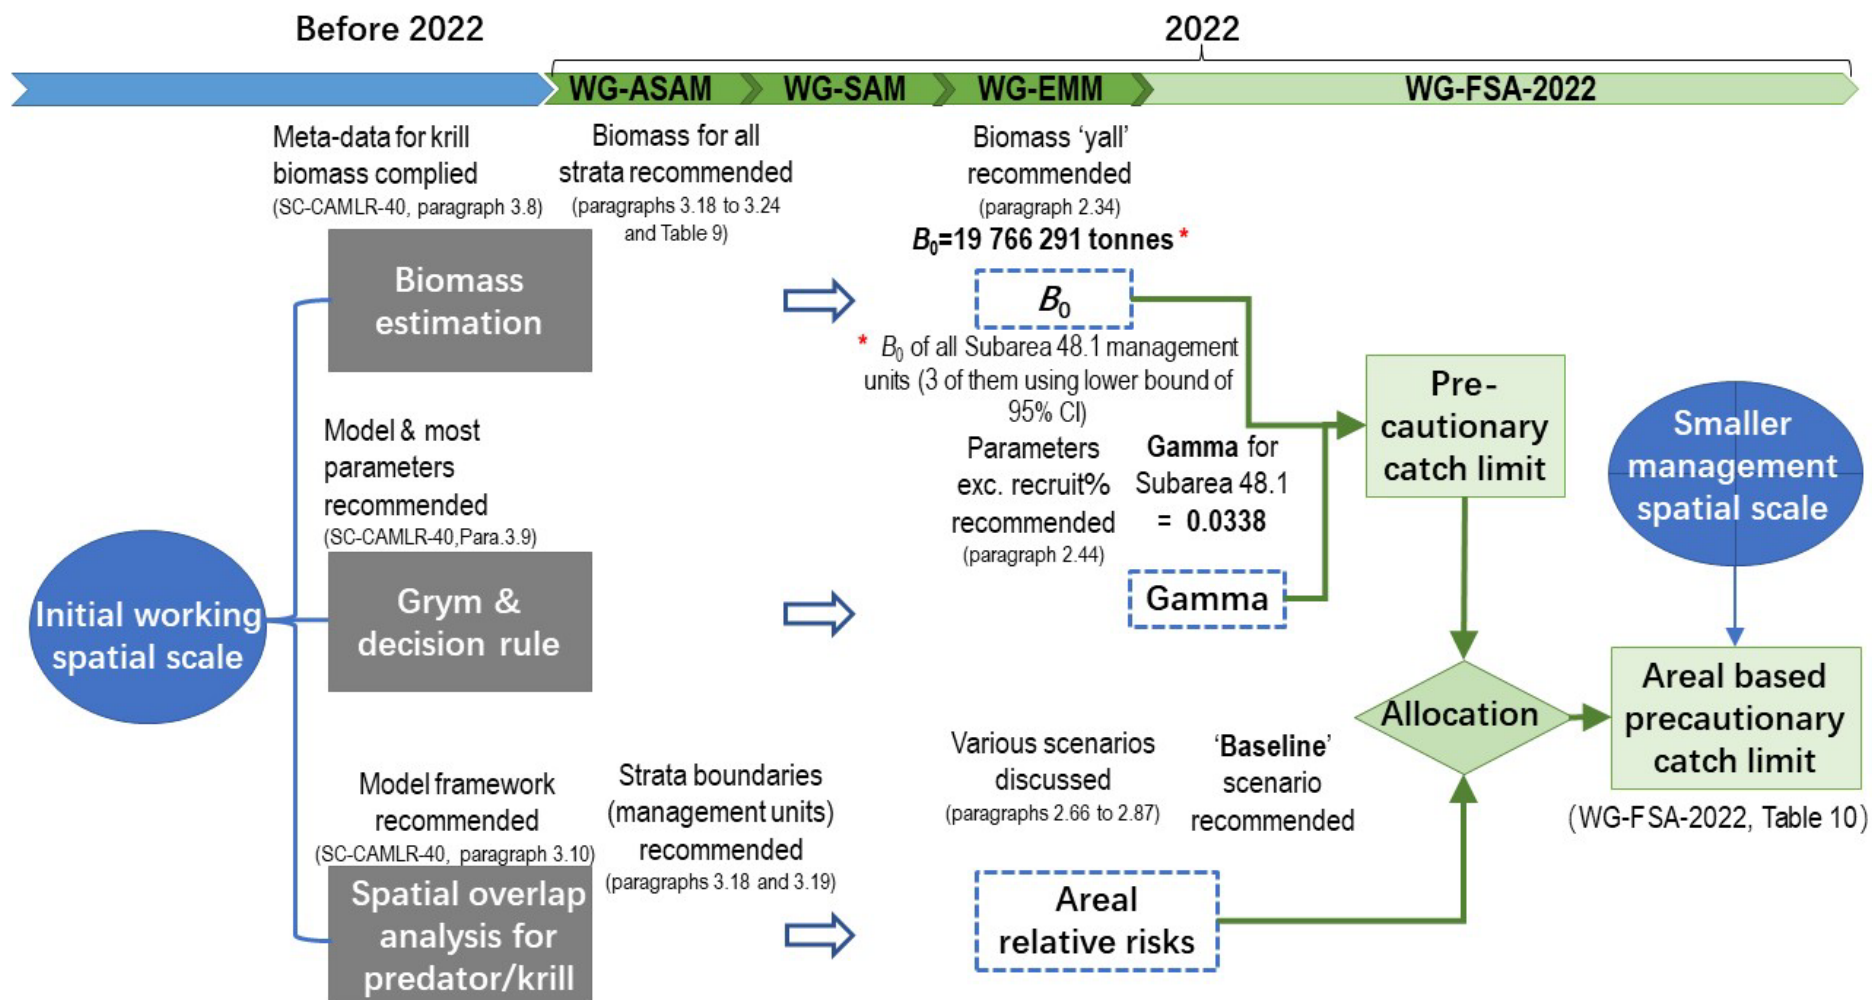 Before 2022
2022
WG-ASAM
WG-SAM
WG-EMM
WG-FSA-2022
Meta-data for krill
biomass complied
(SC-CAMLR-40, paragraph 3.8)
Biomass for all
strata recommended
(paragraphs 3.18 to 3.24
and Table 9)
Biomass ‘yall’
recommended
(paragraph 2.34)
B0=19 766 291 tonnes *
Biomass
estimation
B0
* B0 of all Subarea 48.1 management
units (3 of them using lower bound of
95% CI)
Pre-
cautionary
catch limit
Smaller
management
spatial scale
Model & most
parameters
recommended
(SC-CAMLR-40,Para.3.9)
Parameters
exc. recruit%
recommended
(paragraph 2.44)
Gamma for
Subarea 48.1
= 0.0338
Initial working
spatial scale
Grym &
decision rule
Gamma
Allocation
Areal based
precautionary
catch limit
(WG-FSA-2022, Table 10)
Model framework
recommended
(SC-CAMLR-40, paragraph 3.10)
Strata boundaries
(management units)
recommended
(paragraphs 3.18 and 3.19)
Various scenarios
discussed
(paragraphs 2.66 to 2.87)
‘Baseline’
scenario
recommended
Spatial overlap
analysis for
predator/krill
Areal
relative risks